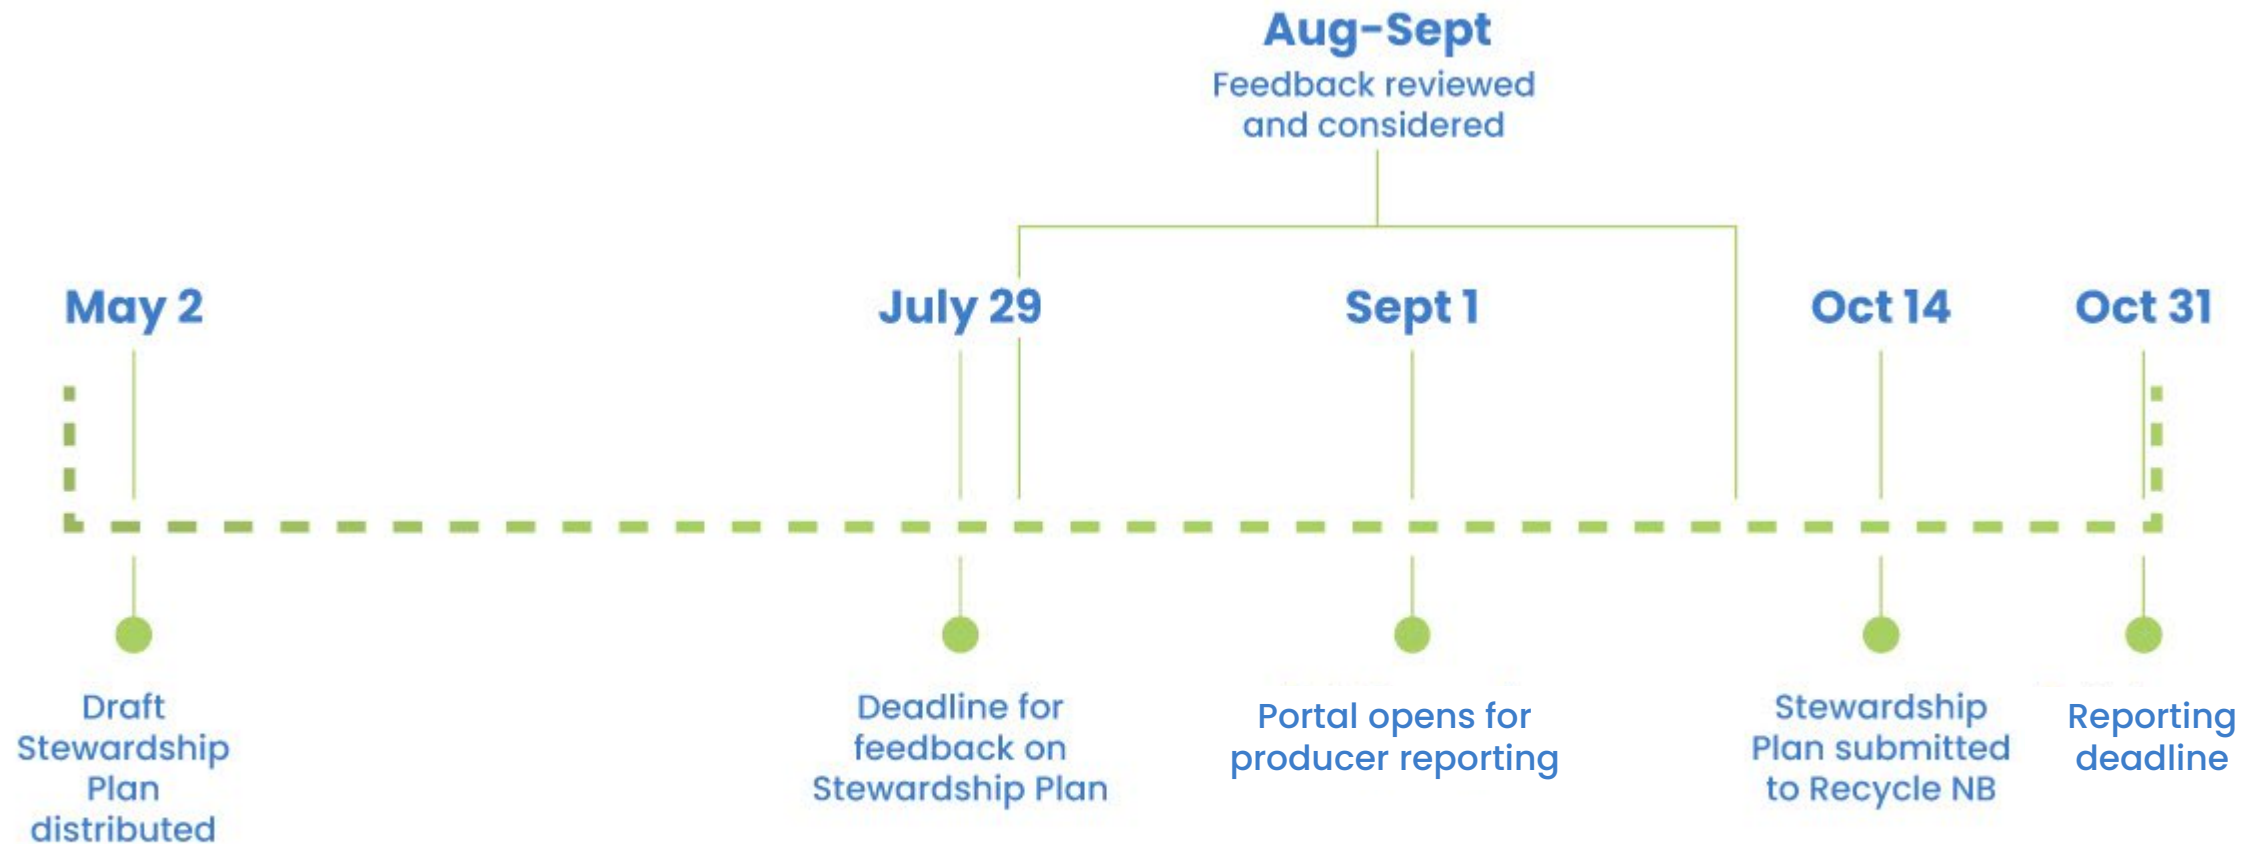 Aug-Sept
Feedback reviewed
and considered
May 2
July 29
Sept 1
Oct 14
Oct 31
Draft
Stewardship
Plan
distributed
Deadline for
feedback on
Stewardship Plan
Portal opens for
producer reporting
Stewardship
Plan submitted
to Recycle NB
Reporting
deadline